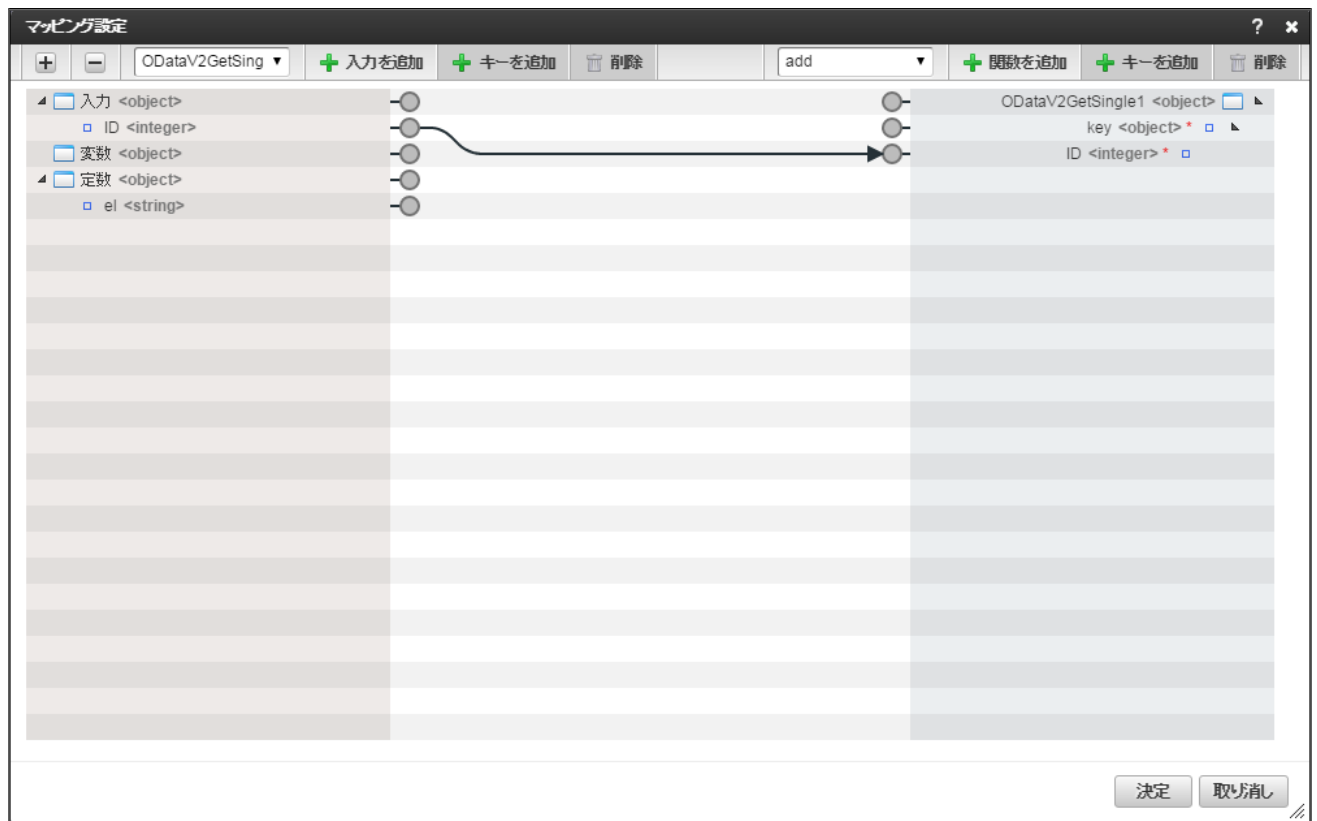 マッピング設定 ? ×
ODataV2GetSing ▼ 入力を追加 キーを追加 削除 add ▼ 関数を追加 キーを追加 削除
入力 <object> ODataV2GetSingle1 <object>
ID <integer> key <object> *
変数 <object> ID <integer> *
定数 <object>
el <string>
決定 取り消し